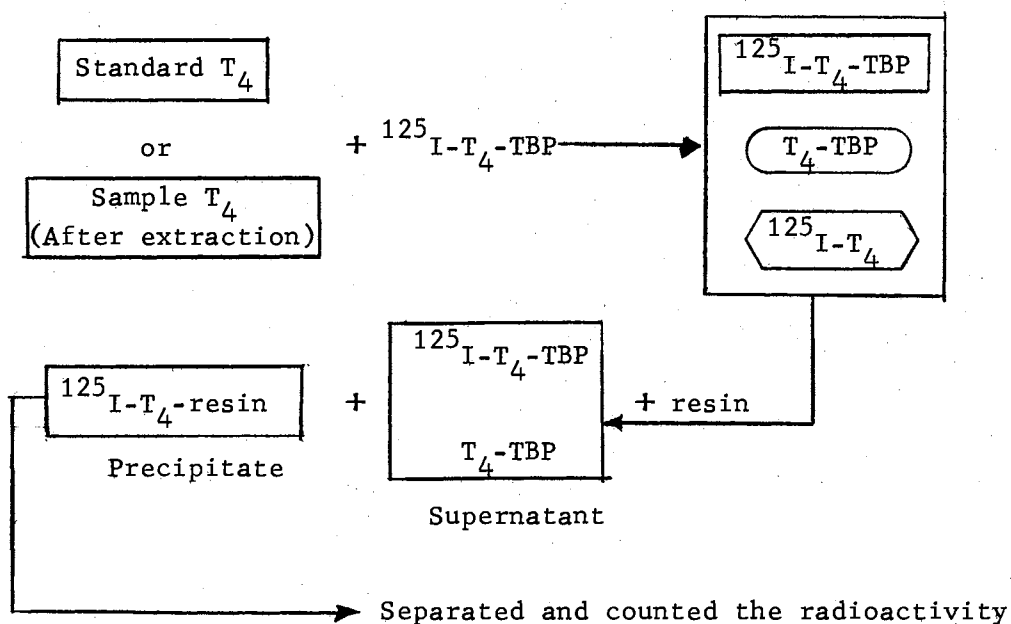 Standard T₄
or
Sample T₄
(After extraction)
+ ¹²⁵I-T₄-TBP
¹²⁵I-T₄-TBP
T₄-TBP
¹²⁵I-T₄
¹²⁵I-T₄-resin
Precipitate
+
¹²⁵I-T₄-TBP
T₄-TBP
Supernatant
+ resin
Separated and counted the radioactivity